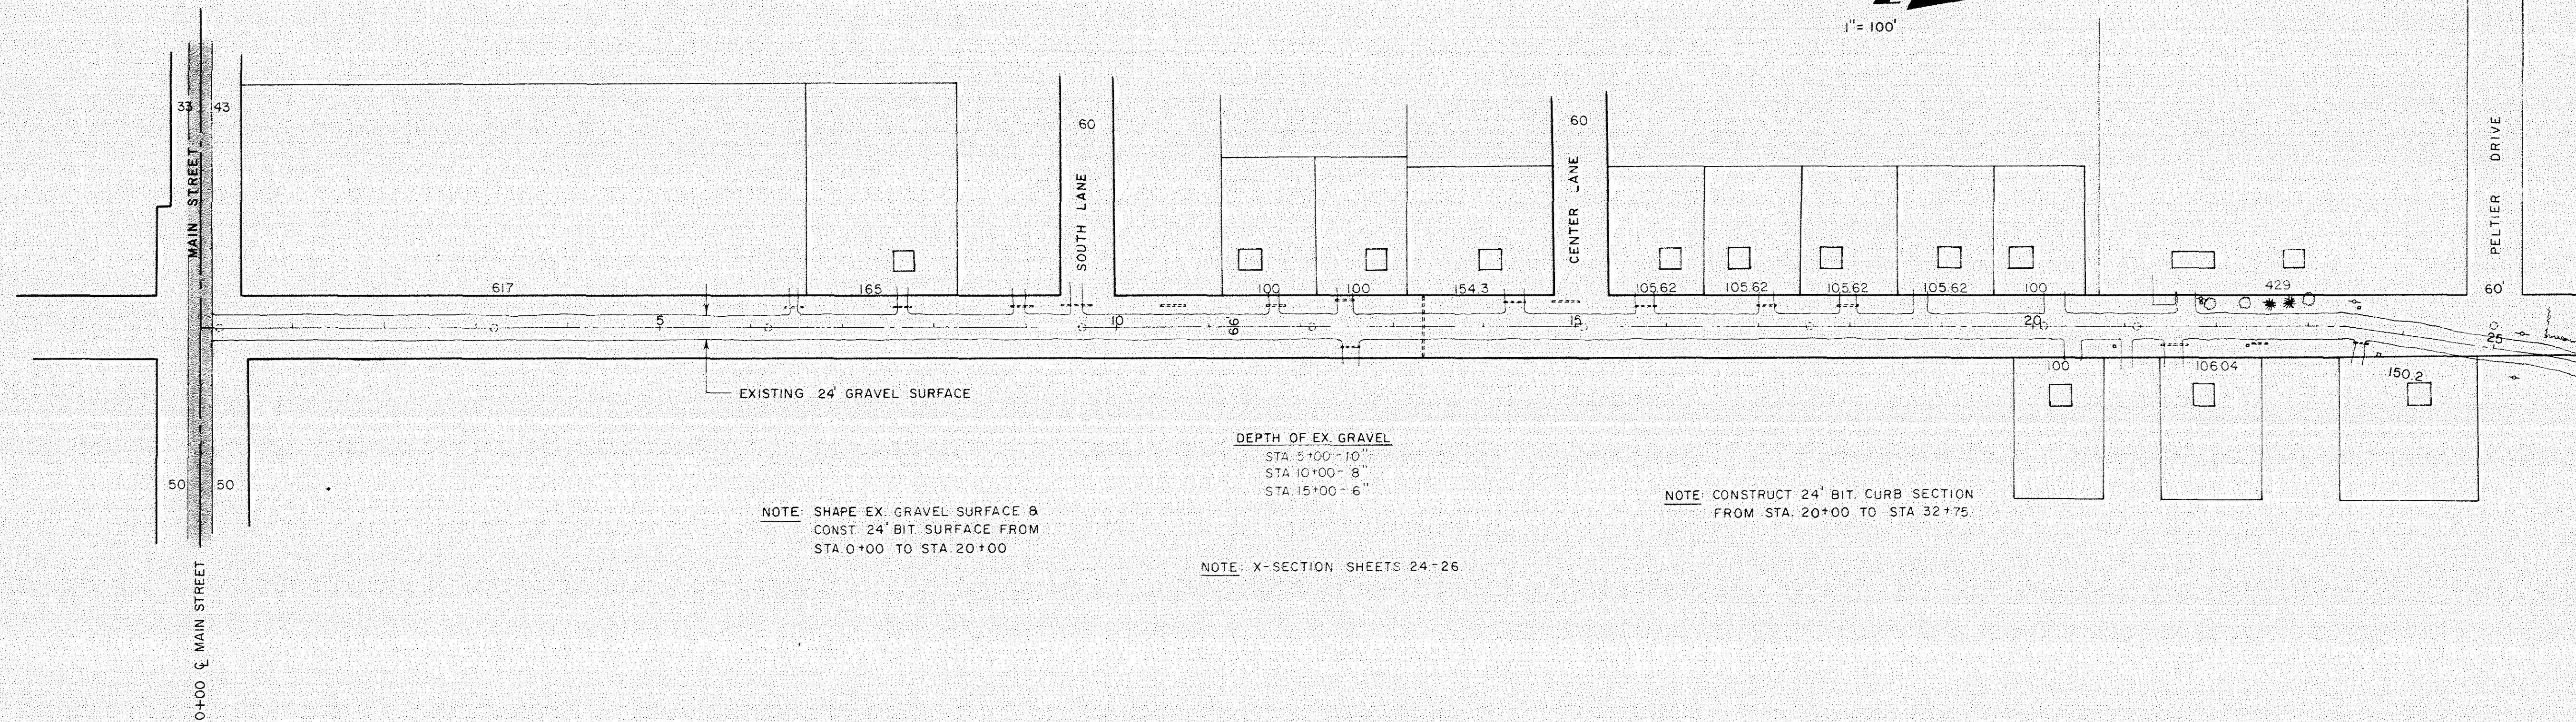 1"= 100'
33
43
MAIN STREET
60
SOUTH LANE
60
CENTER LANE
PELTIER DRIVE
60'
617
165
100
100
154.3
105.62
105.62
105.62
105.62
100
429
5
10
66
15
20
25
100
106.04
150.2
EXISTING 24' GRAVEL SURFACE
DEPTH OF EX. GRAVEL
STA. 5+00 - 10"
STA. 10+00 - 8"
STA. 15+00 - 6"
50
50
NOTE: SHAPE EX. GRAVEL SURFACE &
CONST. 24' BIT. SURFACE FROM
STA. 0+00 TO STA. 20+00
NOTE: CONSTRUCT 24' BIT. CURB SECTION
FROM STA. 20+00 TO STA 32+75.
NOTE: X-SECTION SHEETS 24-26.
0+00 ℄ MAIN STREET